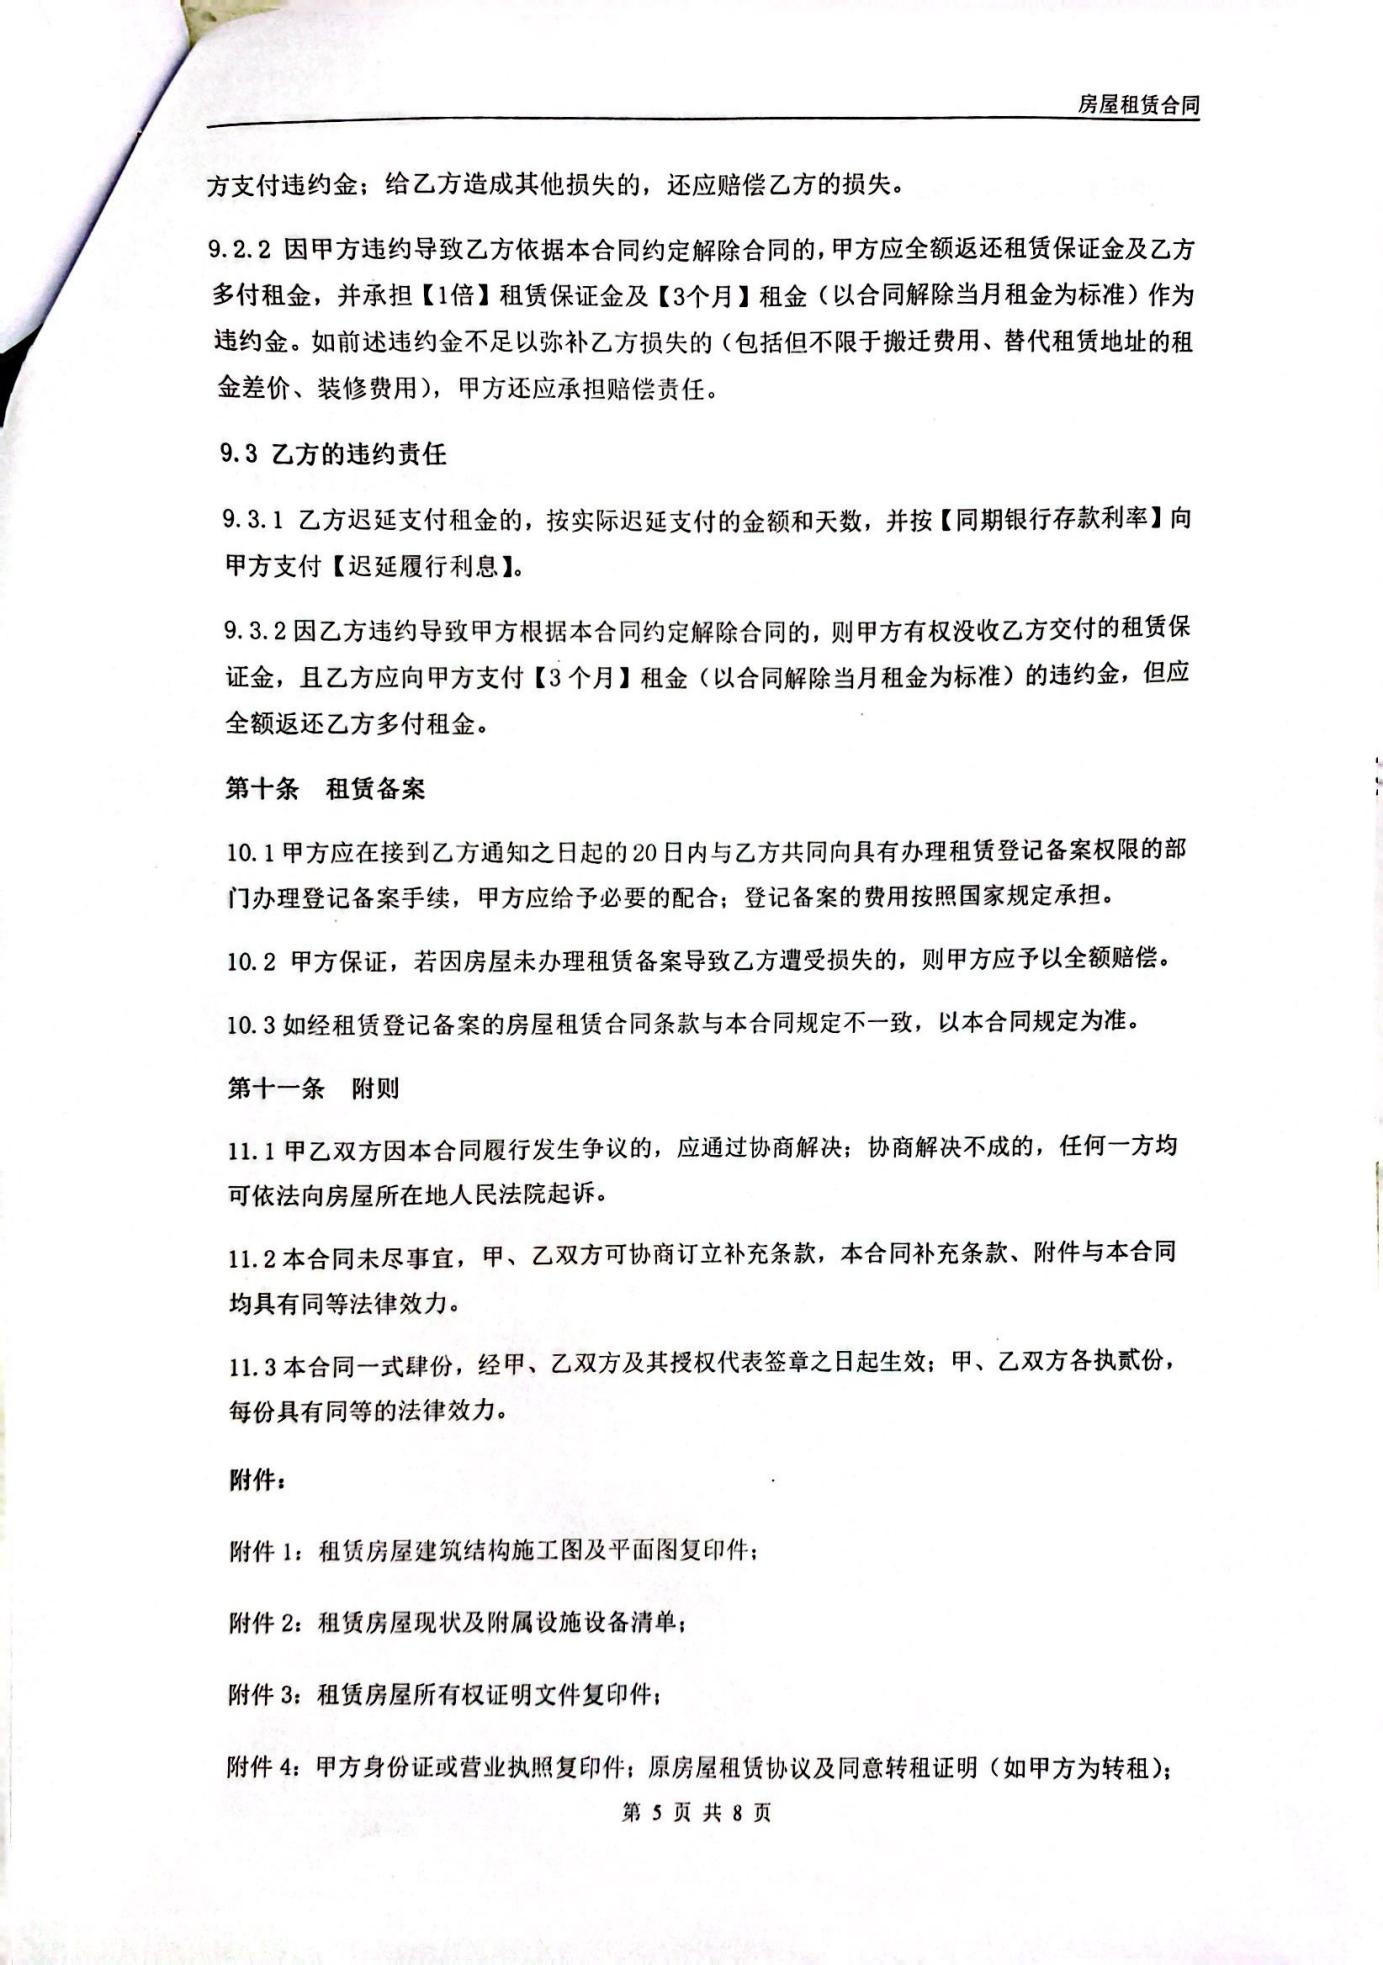 房屋租赁合同
方支付违约金；给乙方造成其他损失的，还应赔偿乙方的损失。
9.2.2 因甲方违约导致乙方依据本合同约定解除合同的，甲方应全额返还租赁保证金及乙方
多付租金，并承担【1倍】租赁保证金及【3个月】租金（以合同解除当月租金为标准）作为
违约金。如前述违约金不足以弥补乙方损失的（包括但不限于搬迁费用、替代租赁地址的租
金差价、装修费用），甲方还应承担赔偿责任。
9.3 乙方的违约责任
9.3.1 乙方迟延支付租金的，按实际迟延支付的金额和天数，并按【同期银行存款利率】向
甲方支付【迟延履行利息】。
9.3.2因乙方违约导致甲方根据本合同约定解除合同的，则甲方有权没收乙方交付的租赁保
证金，且乙方应向甲方支付【3 个月】租金（以合同解除当月租金为标准）的违约金，但应
全额返还乙方多付租金。
第十条 租赁备案
10.1甲方应在接到乙方通知之日起的20日内与乙方共同向具有办理租赁登记备案权限的部
门办理登记备案手续，甲方应给予必要的配合；登记备案的费用按照国家规定承担。
10.2 甲方保证，若因房屋未办理租赁备案导致乙方遭受损失的，则甲方应予以全额赔偿。
10.3如经租赁登记备案的房屋租赁合同条款与本合同规定不一致，以本合同规定为准。
第十一条 附则
11.1甲乙双方因本合同履行发生争议的，应通过协商解决；协商解决不成的，任何一方均
可依法向房屋所在地人民法院起诉。
11.2本合同未尽事宜，甲、乙双方可协商订立补充条款，本合同补充条款、附件与本合同
均具有同等法律效力。
11.3本合同一式肆份，经甲、乙双方及其授权代表签章之日起生效；甲、乙双方各执贰份，
每份具有同等的法律效力。
附件：
附件 1：租赁房屋建筑结构施工图及平面图复印件；
附件 2：租赁房屋现状及附属设施设备清单；
附件 3：租赁房屋所有权证明文件复印件；
附件 4：甲方身份证或营业执照复印件；原房屋租赁协议及同意转租证明（如甲方为转租）；
第 5 页 共 8 页